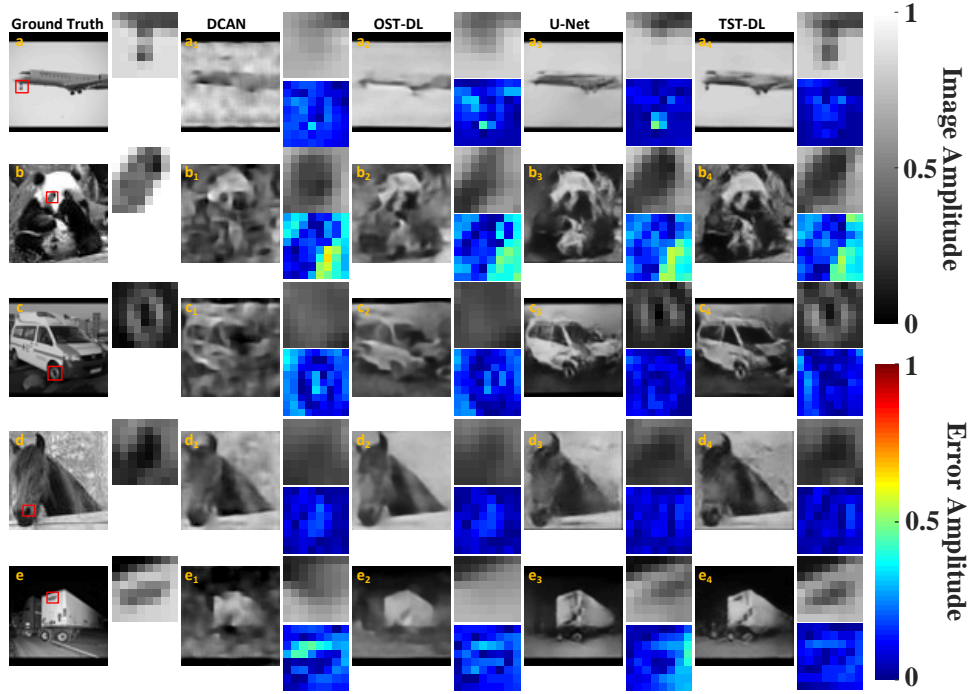 Ground Truth DCAN OST-DL U-Net TST-DL
a a₁ a₂ a₃ a₄
b b₁ b₂ b₃ b₄
c c₁ c₂ c₃ c₄
d d₁ d₂ d₃ d₄
e e₁ e₂ e₃ e₄
1
0.5
0
Image Amplitude
1
0.5
0
Error Amplitude